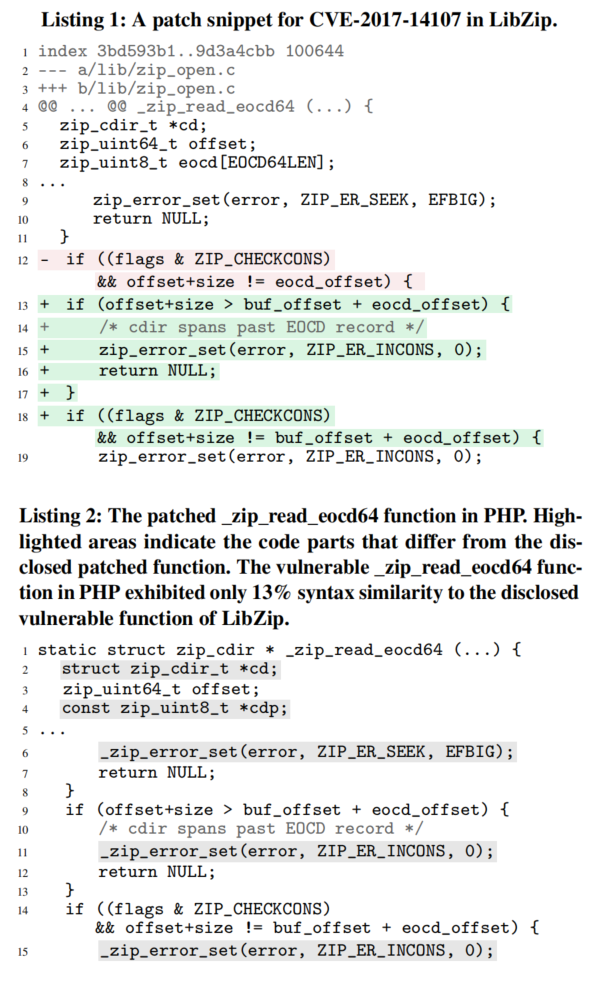 Listing 1: A patch snippet for CVE-2017-14107 in LibZip.
1 index 3bd593b1..9d3a4cbb 100644
2 --- a/lib/zip_open.c
3 +++ b/lib/zip_open.c
4 @@ ... @@ _zip_read_eocd64 (...) {
5 zip_cdir_t *cd;
6 zip_uint64_t offset;
7 zip_uint8_t eocd[EOCD64LEN];
8 ...
9 zip_error_set(error, ZIP_ER_SEEK, EFBIG);
10 return NULL;
11 }
12 - if ((flags & ZIP_CHECKCONS)
&& offset+size != eocd_offset) {
13 + if (offset+size > buf_offset + eocd_offset) {
14 + /* cdir spans past EOCD record */
15 + zip_error_set(error, ZIP_ER_INCONS, 0);
16 + return NULL;
17 + }
18 + if ((flags & ZIP_CHECKCONS)
&& offset+size != buf_offset + eocd_offset) {
19 zip_error_set(error, ZIP_ER_INCONS, 0);
Listing 2: The patched _zip_read_eocd64 function in PHP. High-
lighted areas indicate the code parts that differ from the dis-
closed patched function. The vulnerable _zip_read_eocd64 func-
tion in PHP exhibited only 13% syntax similarity to the disclosed
vulnerable function of LibZip.
1 static struct zip_cdir * _zip_read_eocd64 (...) {
2 struct zip_cdir_t *cd;
3 zip_uint64_t offset;
4 const zip_uint8_t *cdp;
5 ...
6 _zip_error_set(error, ZIP_ER_SEEK, EFBIG);
7 return NULL;
8 }
9 if (offset+size > buf_offset + eocd_offset) {
10 /* cdir spans past EOCD record */
11 _zip_error_set(error, ZIP_ER_INCONS, 0);
12 return NULL;
13 }
14 if ((flags & ZIP_CHECKCONS)
&& offset+size != buf_offset + eocd_offset) {
15 _zip_error_set(error, ZIP_ER_INCONS, 0);